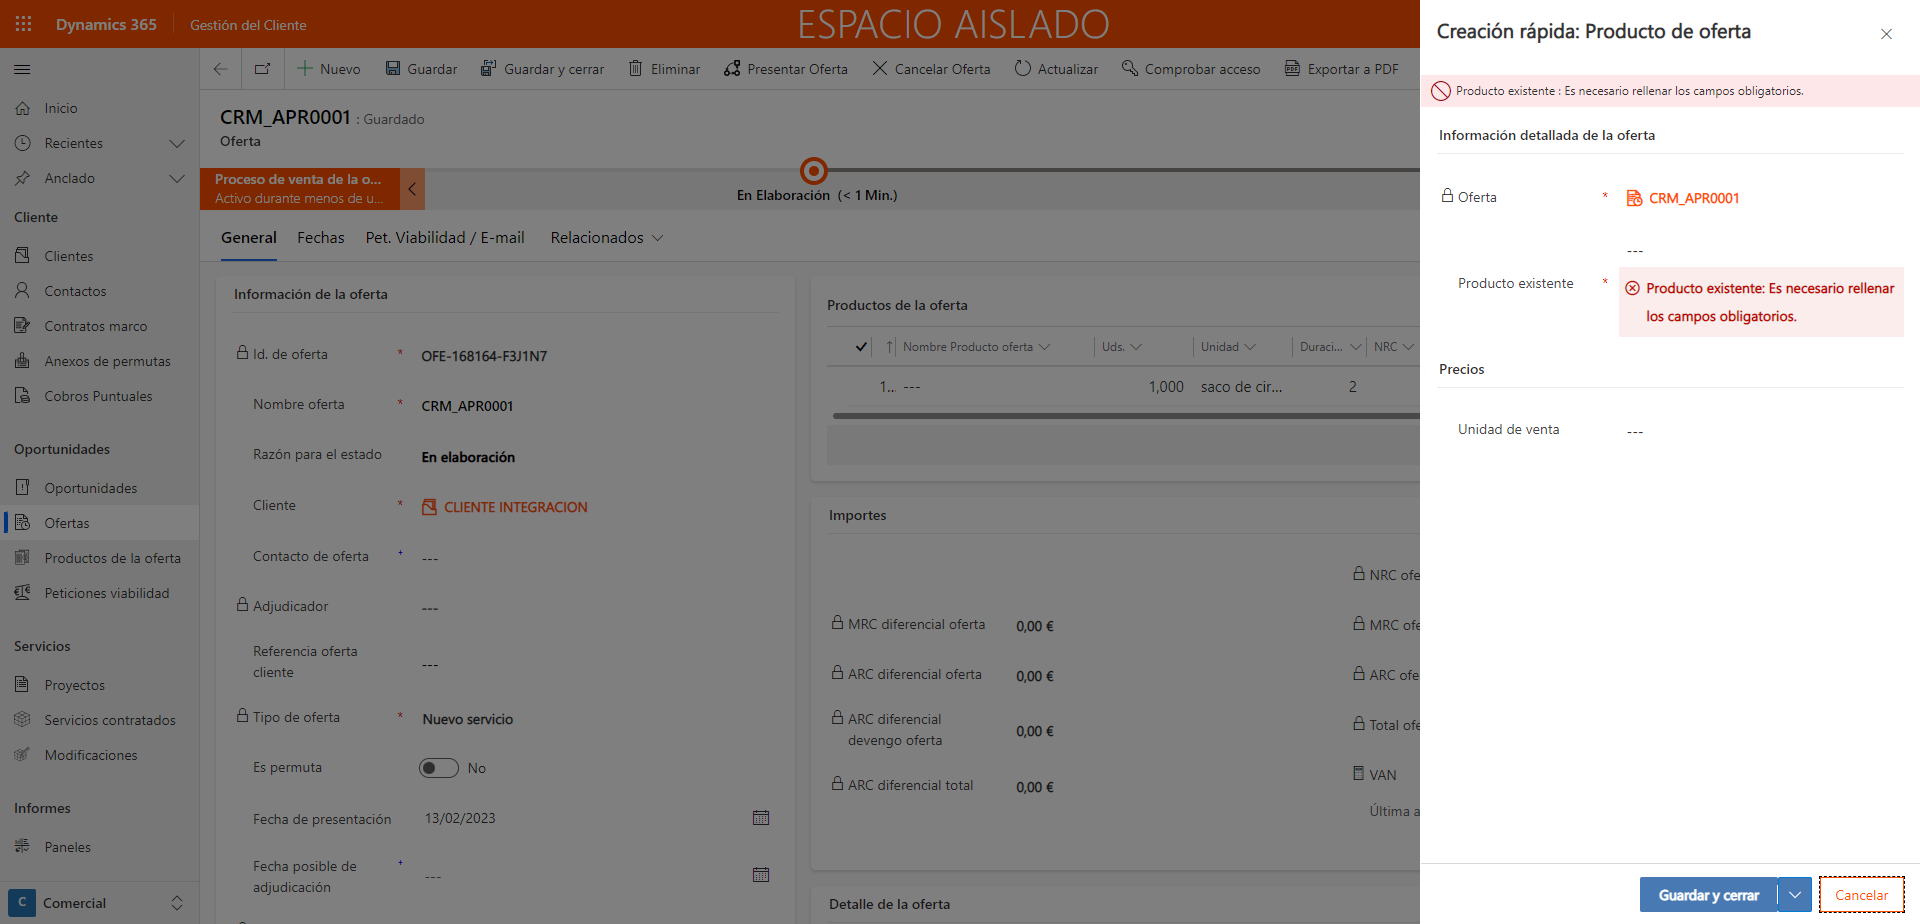 Dynamics 365
Gestión del Cliente
ESPACIO AISLADO
Nuevo
Guardar
Guardar y cerrar
Eliminar
Presentar Oferta
Cancelar Oferta
Actualizar
Comprobar acceso
Exportar a PDF
Inicio
Recientes
Anclado
Cliente
Clientes
Contactos
Contratos marco
Anexos de permutas
Cobros Puntuales
Oportunidades
Oportunidades
Ofertas
Productos de la oferta
Peticiones viabilidad
Servicios
Proyectos
Servicios contratados
Modificaciones
Informes
Paneles
C Comercial
CRM_APR0001 : Guardado
Oferta
Proceso de venta de la o...
Activo durante menos de u...
En Elaboración (< 1 Min.)
General
Fechas
Pet. Viabilidad / E-mail
Relacionados
Información de la oferta
Id. de oferta * OFE-168164-F3J1N7
Nombre oferta * CRM_APR0001
Razón para el estado En elaboración
Cliente * CLIENTE INTEGRACION
Contacto de oferta + ---
Adjudicador ---
Referencia oferta
cliente
---
Tipo de oferta * Nuevo servicio
Es permuta No
Fecha de presentación 13/02/2023
Fecha posible de
adjudicación
+ ---
Productos de la oferta
Nombre Producto oferta Uds. Unidad Duraci... NRC
1... --- 1,000 saco de cir... 2
Importes
MRC diferencial oferta 0,00 €
ARC diferencial oferta 0,00 €
ARC diferencial
devengo oferta
0,00 €
ARC diferencial total 0,00 €
NRC ofe
MRC ofe
ARC ofe
Total ofe
VAN
Última a
Detalle de la oferta
Creación rápida: Producto de oferta
Producto existente : Es necesario rellenar los campos obligatorios.
Información detallada de la oferta
Oferta * CRM_APR0001
---
Producto existente *
Producto existente: Es necesario rellenar
los campos obligatorios.
Precios
Unidad de venta ---
Guardar y cerrar
Cancelar